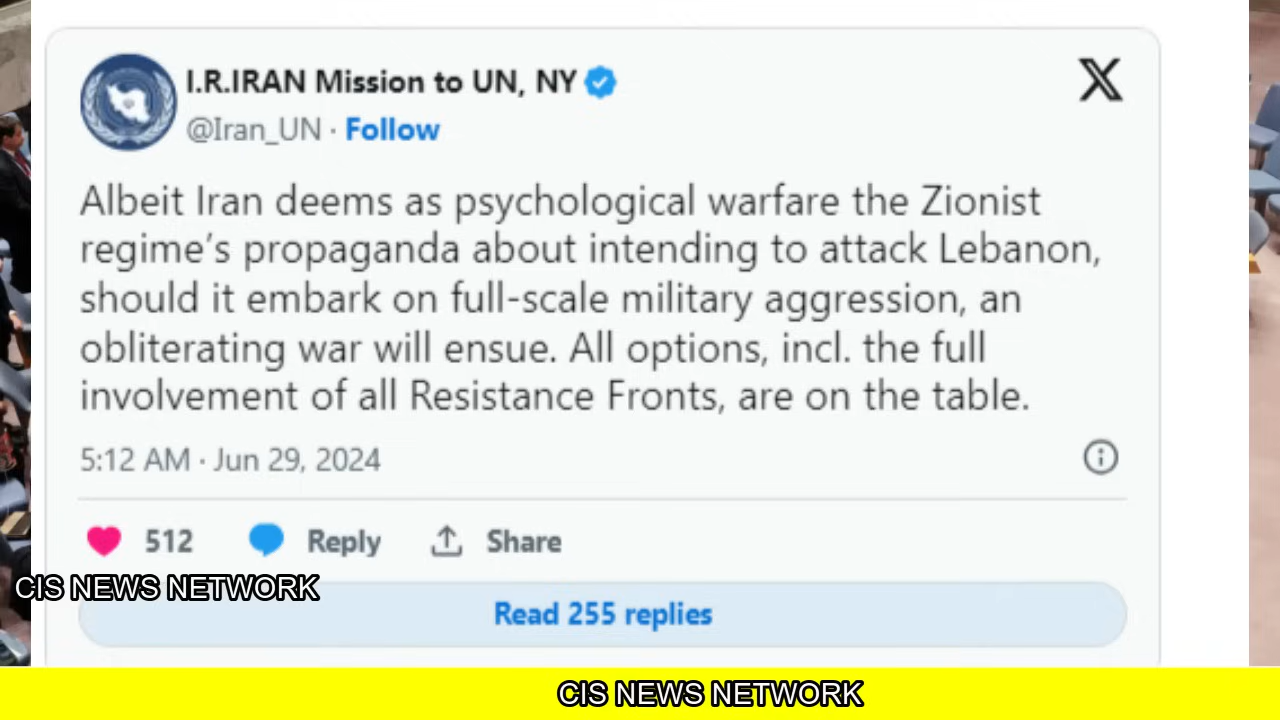 I.R.IRAN Mission to UN, NY
@Iran_UN · Follow
Albeit Iran deems as psychological warfare the Zionist
regime's propaganda about intending to attack Lebanon,
should it embark on full-scale military aggression, an
obliterating war will ensue. All options, incl. the full
involvement of all Resistance Fronts, are on the table.
5:12 AM · Jun 29, 2024
512 Reply Share
CIS NEWS NETWORK
Read 255 replies
CIS NEWS NETWORK